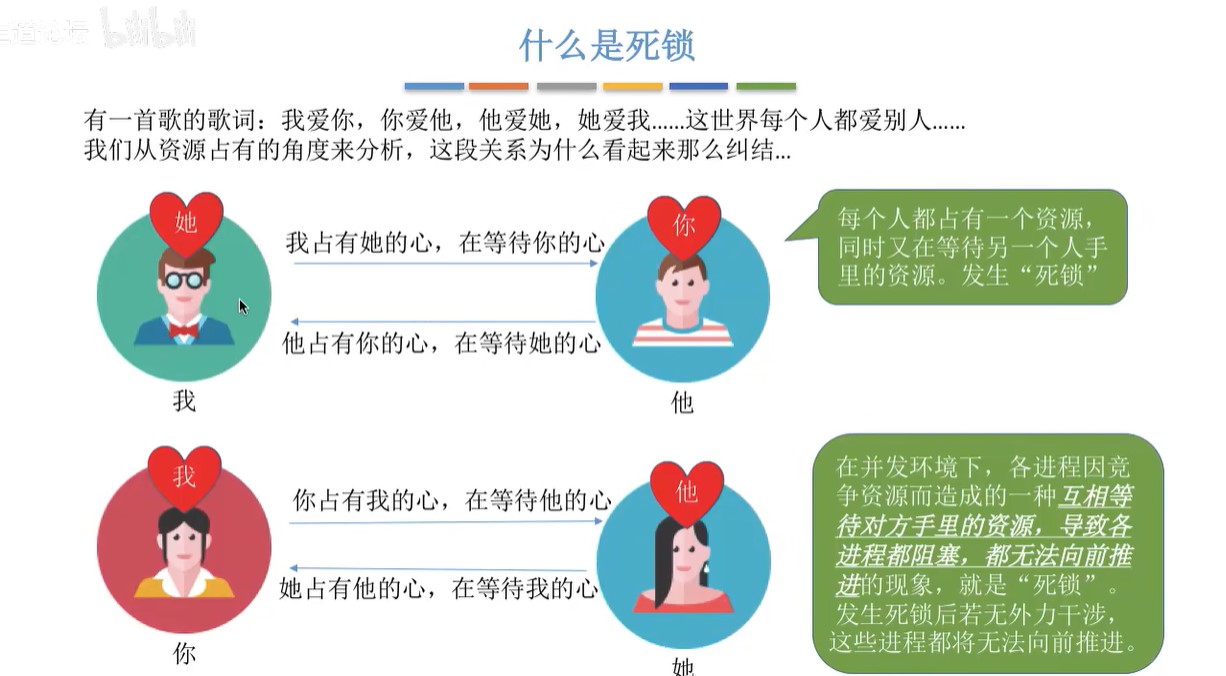 bilibili
什么是死锁
有一首歌的歌词：我爱你，你爱他，他爱她，她爱我……这世界每个人都爱别人……
我们从资源占有的角度来分析，这段关系为什么看起来那么纠结…
她
我占有她的心，在等待你的心
他占有你的心，在等待她的心
我
你
他
每个人都占有一个资源，
同时又在等待另一个人手
里的资源。发生“死锁”
我
你占有我的心，在等待他的心
她占有他的心，在等待我的心
你
他
她
在并发环境下，各进程因竞
争资源而造成的一种互相等
待对方手里的资源，导致各
进程都阻塞，都无法向前推
进的现象，就是“死锁”。
发生死锁后若无外力干涉，
这些进程都将无法向前推进。